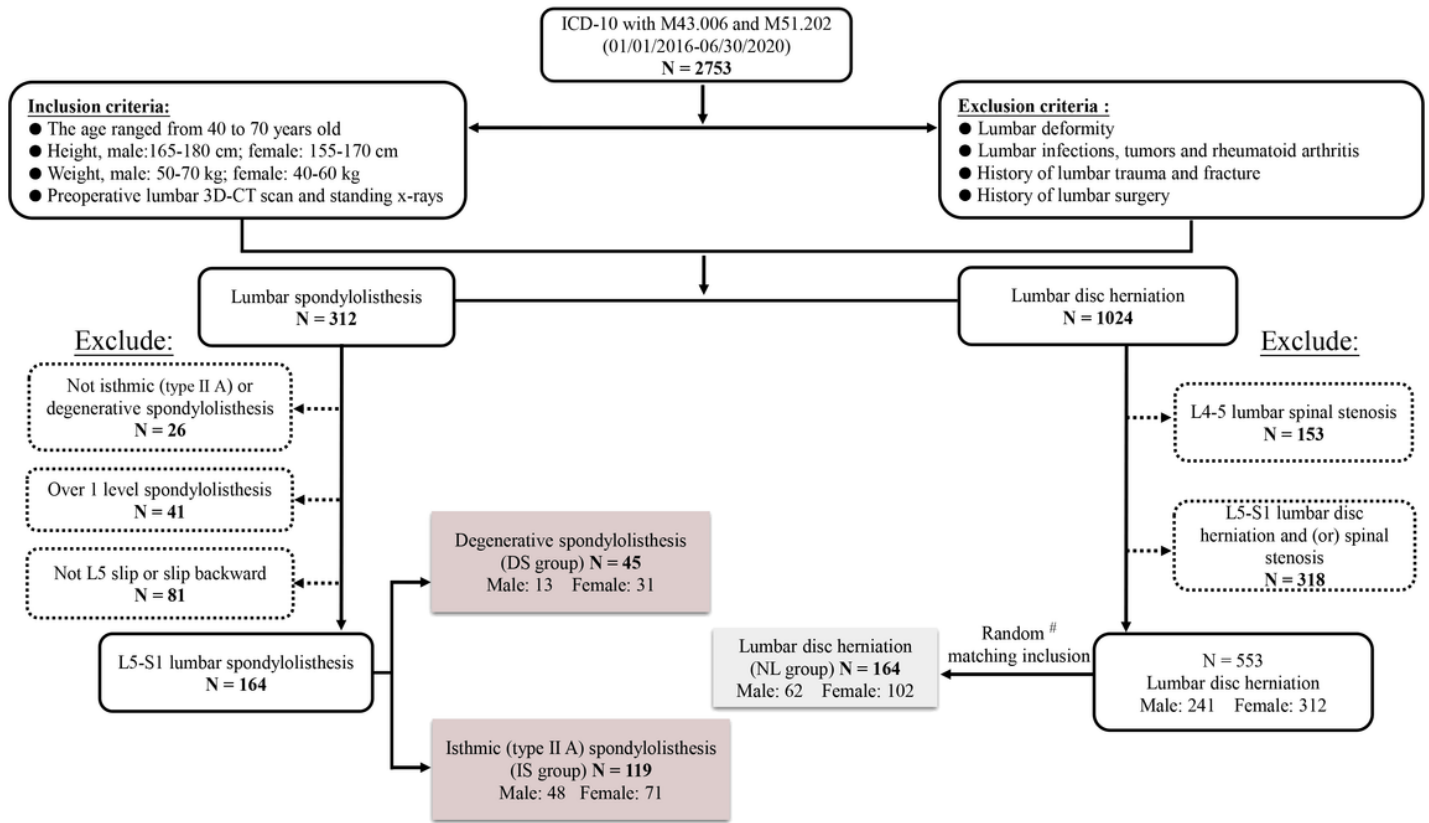 ICD-10 with M43.006 and M51.202
(01/01/2016-06/30/2020)
N = 2753
Inclusion criteria:
● The age ranged from 40 to 70 years old
● Height, male:165-180 cm; female: 155-170 cm
● Weight, male: 50-70 kg; female: 40-60 kg
● Preoperative lumbar 3D-CT scan and standing x-rays
Exclusion criteria :
● Lumbar deformity
● Lumbar infections, tumors and rheumatoid arthritis
● History of lumbar trauma and fracture
● History of lumbar surgery
Lumbar spondylolisthesis
N = 312
Lumbar disc herniation
N = 1024
Exclude:
Not isthmic (type II A) or
degenerative spondylolisthesis
N = 26
Over 1 level spondylolisthesis
N = 41
Not L5 slip or slip backward
N = 81
L5-S1 lumbar spondylolisthesis
N = 164
Degenerative spondylolisthesis
(DS group) N = 45
Male: 13 Female: 31
Isthmic (type II A) spondylolisthesis
(IS group) N = 119
Male: 48 Female: 71
Exclude:
L4-5 lumbar spinal stenosis
N = 153
L5-S1 lumbar disc
herniation and (or) spinal
stenosis
N = 318
N = 553
Lumbar disc herniation
Male: 241 Female: 312
Random #
matching inclusion
Lumbar disc herniation
(NL group) N = 164
Male: 62 Female: 102